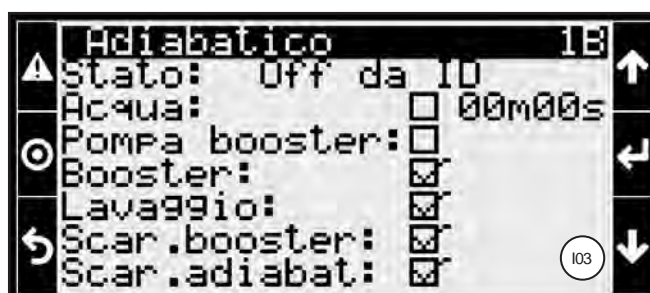 Adiabatico 1B
Stato: Off da ID
Acqua: 00m00s
Pompa booster:
Booster:
Lavaggio:
Scar.booster:
Scar.adiabat:
I03